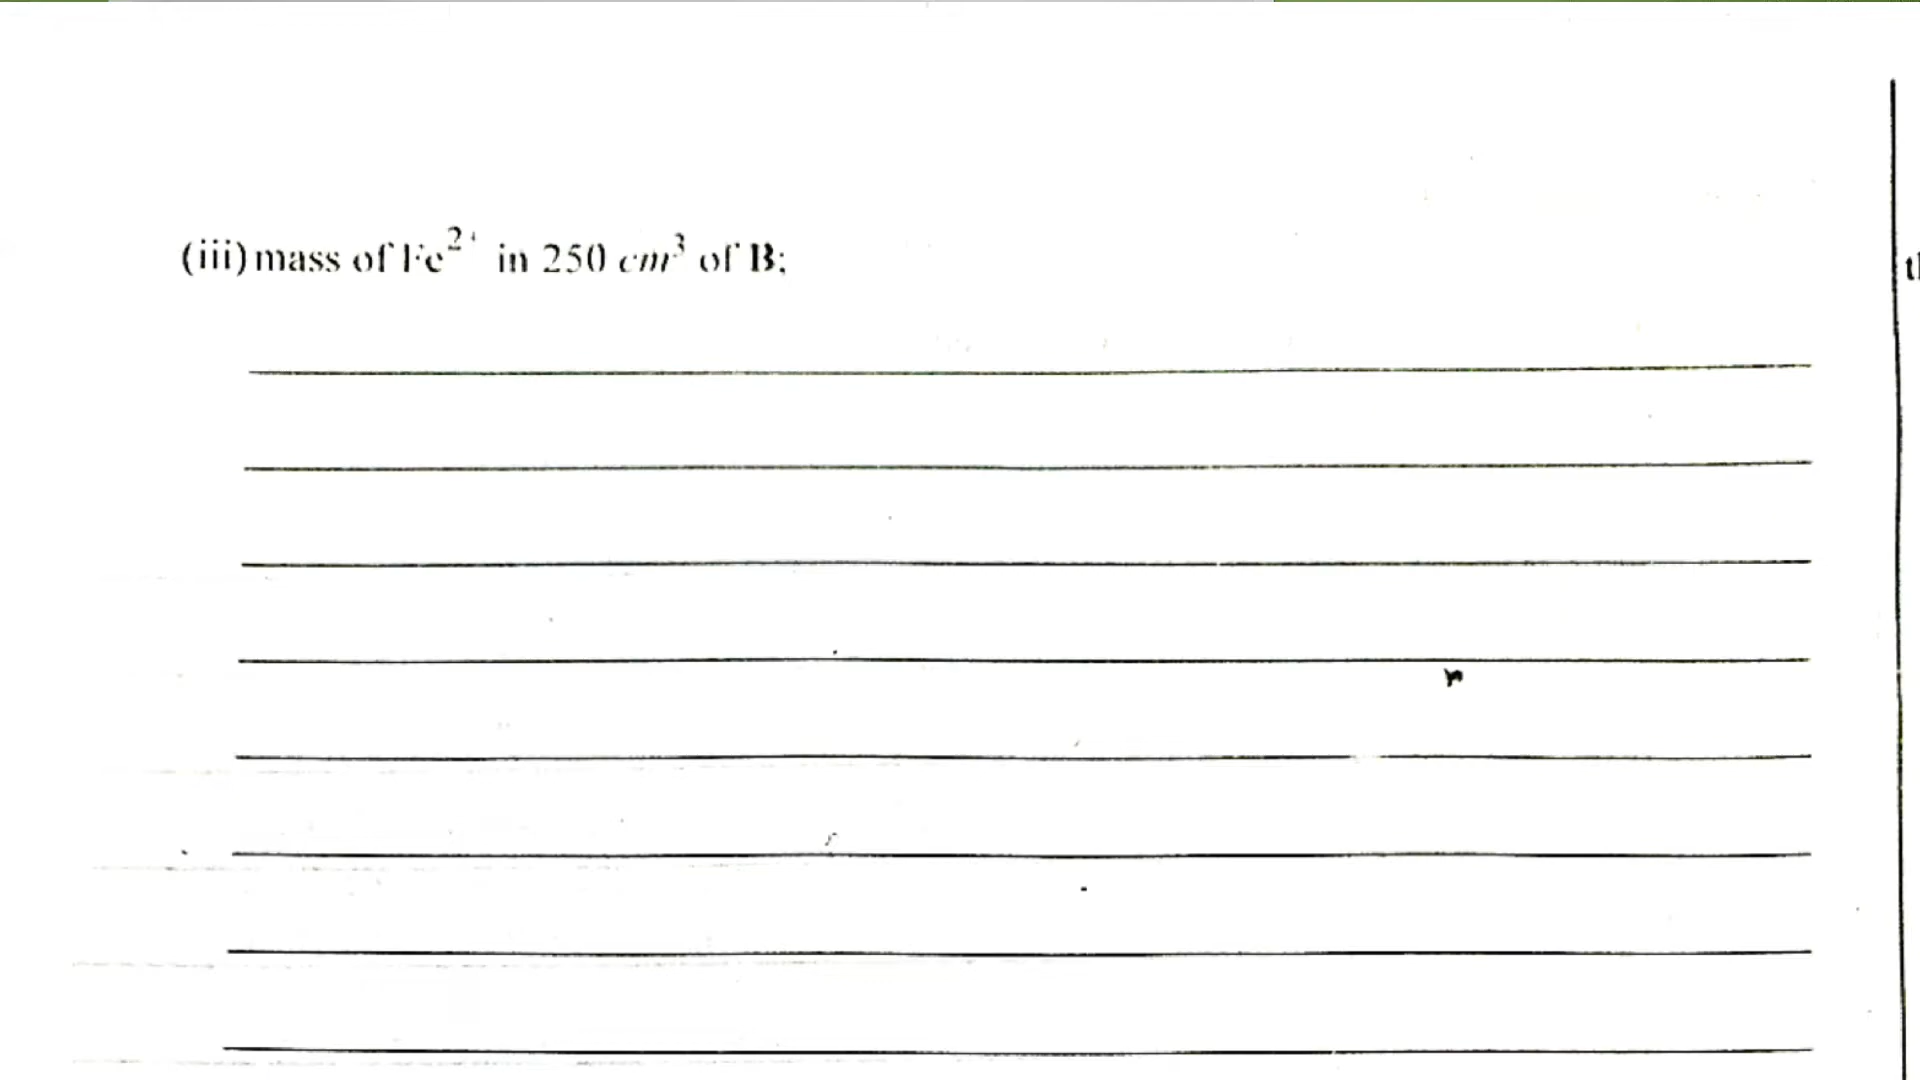 (iii) mass of Fe²⁺ in 250 cm³ of B;